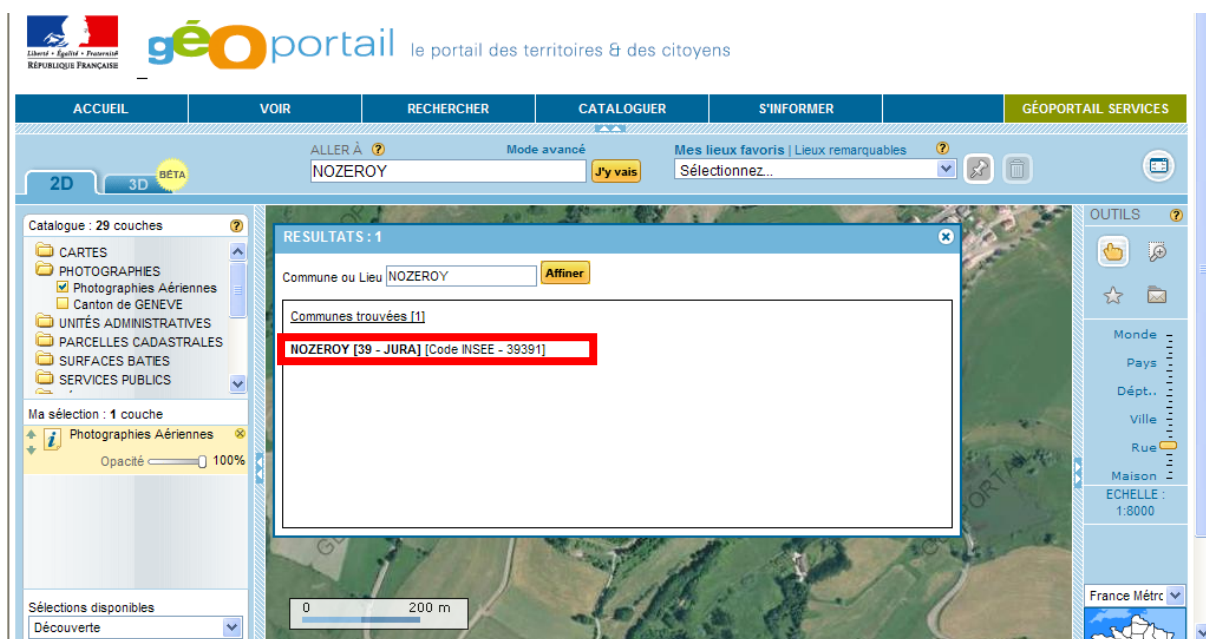 Liberté • Égalité • Fraternité
RÉPUBLIQUE FRANÇAISE
géoportail le portail des territoires & des citoyens
ACCUEIL VOIR RECHERCHER CATALOGUER S'INFORMER GÉOPORTAIL SERVICES
ALLER À ? Mode avancé Mes lieux favoris | Lieux remarquables ?
2D 3D BÉTA NOZEROY J'y vais Sélectionnez...
Catalogue : 29 couches ?
CARTES
PHOTOGRAPHIES
Photographies Aériennes
Canton de GENEVE
UNITÉS ADMINISTRATIVES
PARCELLES CADASTRALES
SURFACES BATIES
SERVICES PUBLICS
Ma sélection : 1 couche
i Photographies Aériennes
Opacité 100%
Sélections disponibles
Découverte
RESULTATS : 1
Commune ou Lieu NOZEROY Affiner
Communes trouvées [1]
NOZEROY [39 - JURA] [Code INSEE - 39391]
0 200 m
OUTILS ?
Monde
Pays
Dépt..
Ville
Rue
Maison
ECHELLE :
1:8000
France Métrc